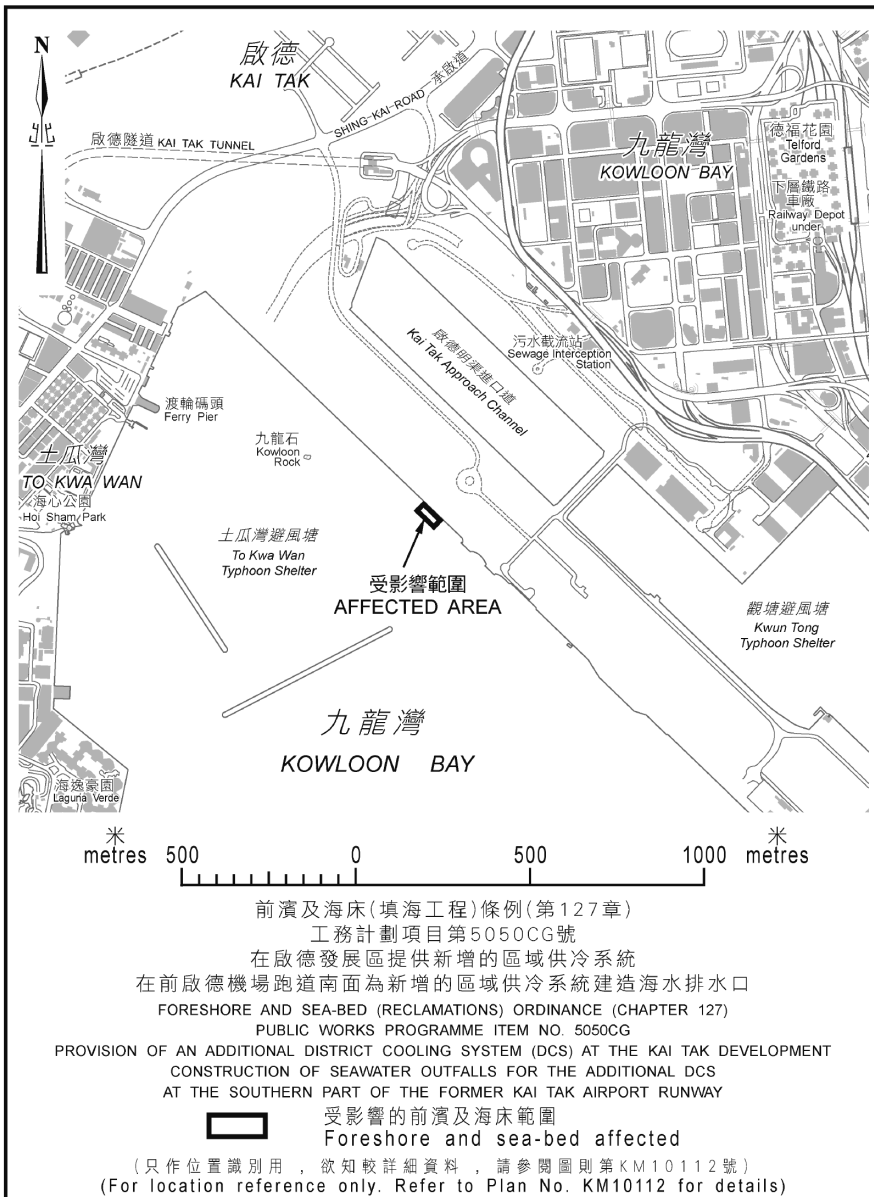 N
啟德
KAI TAK
承啟道
SHING KAI ROAD
啟德隧道 KAI TAK TUNNEL
九龍灣
KOWLOON BAY
德福花園
Telford
Gardens
下層鐵路
車廠
Railway Depot
under
啟德明渠進口道
Kai Tak Approach Channel
污水截流站
Sewage Interception
Station
渡輪碼頭
Ferry Pier
九龍石
Kowloon
Rock
土瓜灣
TO KWA WAN
海心公園
Hoi Sham Park
土瓜灣避風塘
To Kwa Wan
Typhoon Shelter
受影響範圍
AFFECTED AREA
觀塘避風塘
Kwun Tong
Typhoon Shelter
九龍灣
KOWLOON BAY
海逸豪園
Laguna Verde
米
metres
500
0
500
1000
米
metres
前濱及海床(填海工程)條例(第127章)
工務計劃項目第5050CG號
在啟德發展區提供新增的區域供冷系統
在前啟德機場跑道南面為新增的區域供冷系統建造海水排水口
FORESHORE AND SEA-BED (RECLAMATIONS) ORDINANCE (CHAPTER 127)
PUBLIC WORKS PROGRAMME ITEM NO. 5050CG
PROVISION OF AN ADDITIONAL DISTRICT COOLING SYSTEM (DCS) AT THE KAI TAK DEVELOPMENT
CONSTRUCTION OF SEAWATER OUTFALLS FOR THE ADDITIONAL DCS
AT THE SOUTHERN PART OF THE FORMER KAI TAK AIRPORT RUNWAY
受影響的前濱及海床範圍
Foreshore and sea-bed affected
(只作位置識別用 , 欲知較詳細資料 , 請參閱圖則第KM10112號)
(For location reference only. Refer to Plan No. KM10112 for details)